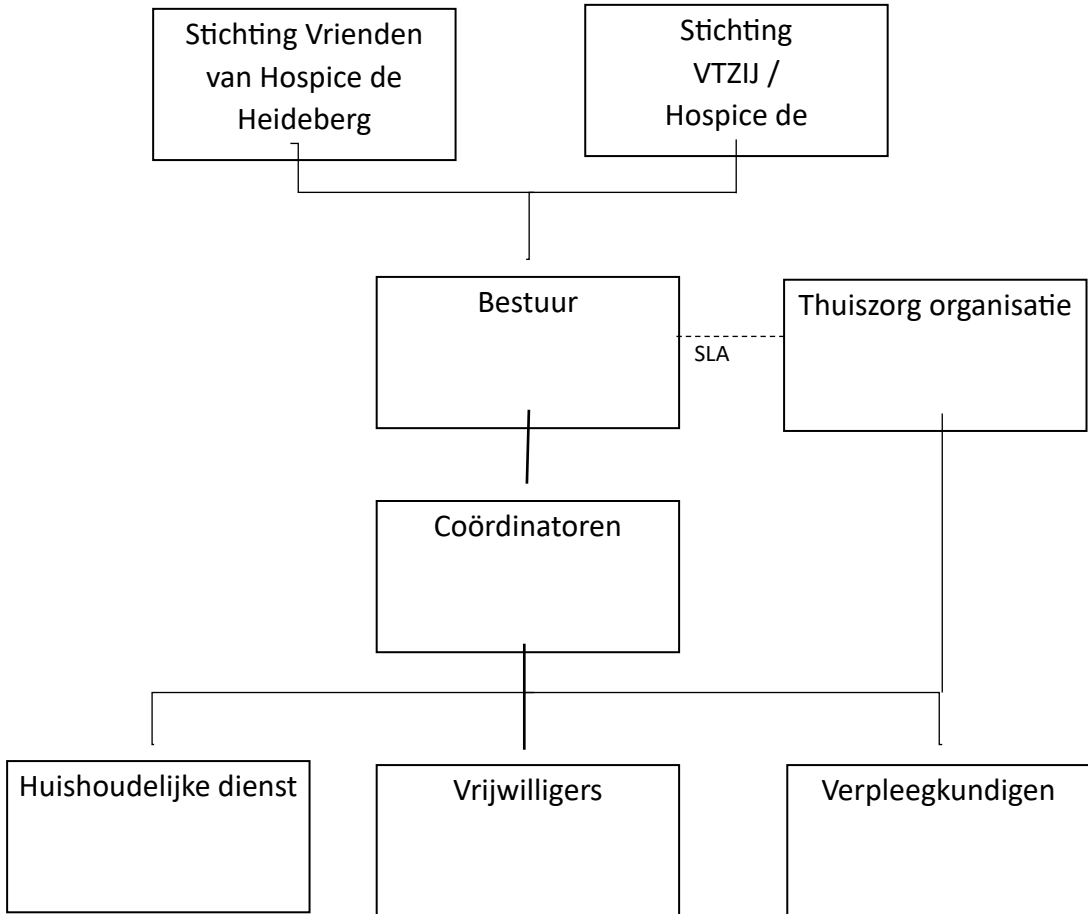 Stichting Vrienden
van Hospice de
Heideberg
Stichting
VTZIJ /
Hospice de
Bestuur
Thuiszorg organisatie
SLA
Coördinatoren
Huishoudelijke dienst
Vrijwilligers
Verpleegkundigen